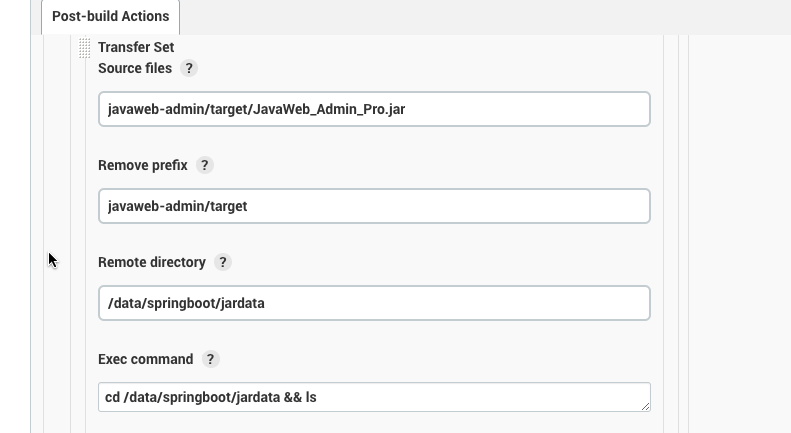 Post-build Actions
Transfer Set
Source files ?
javaweb-admin/target/JavaWeb_Admin_Pro.jar
Remove prefix ?
javaweb-admin/target
Remote directory ?
/data/springboot/jardata
Exec command ?
cd /data/springboot/jardata && ls